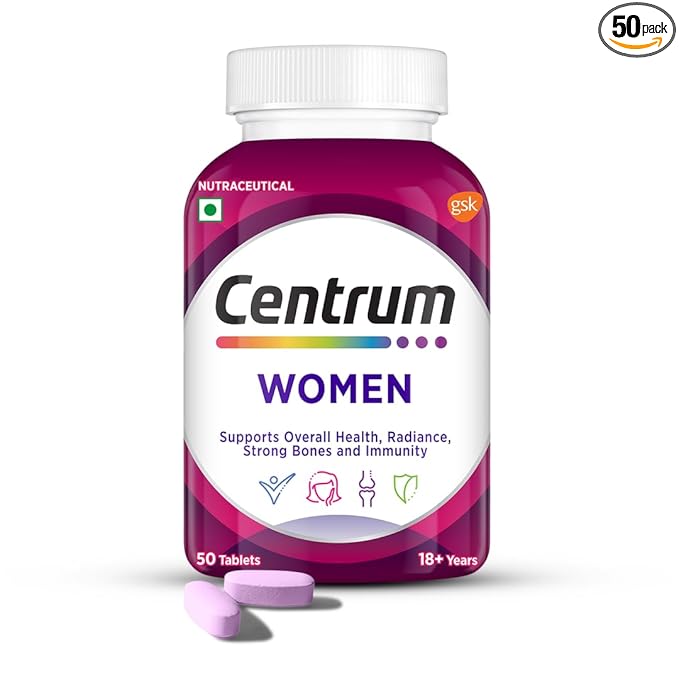 50 pack
NUTRACEUTICAL
gsk
Centrum
WOMEN
Supports Overall Health, Radiance,
Strong Bones and Immunity
50 Tablets
18+ Years